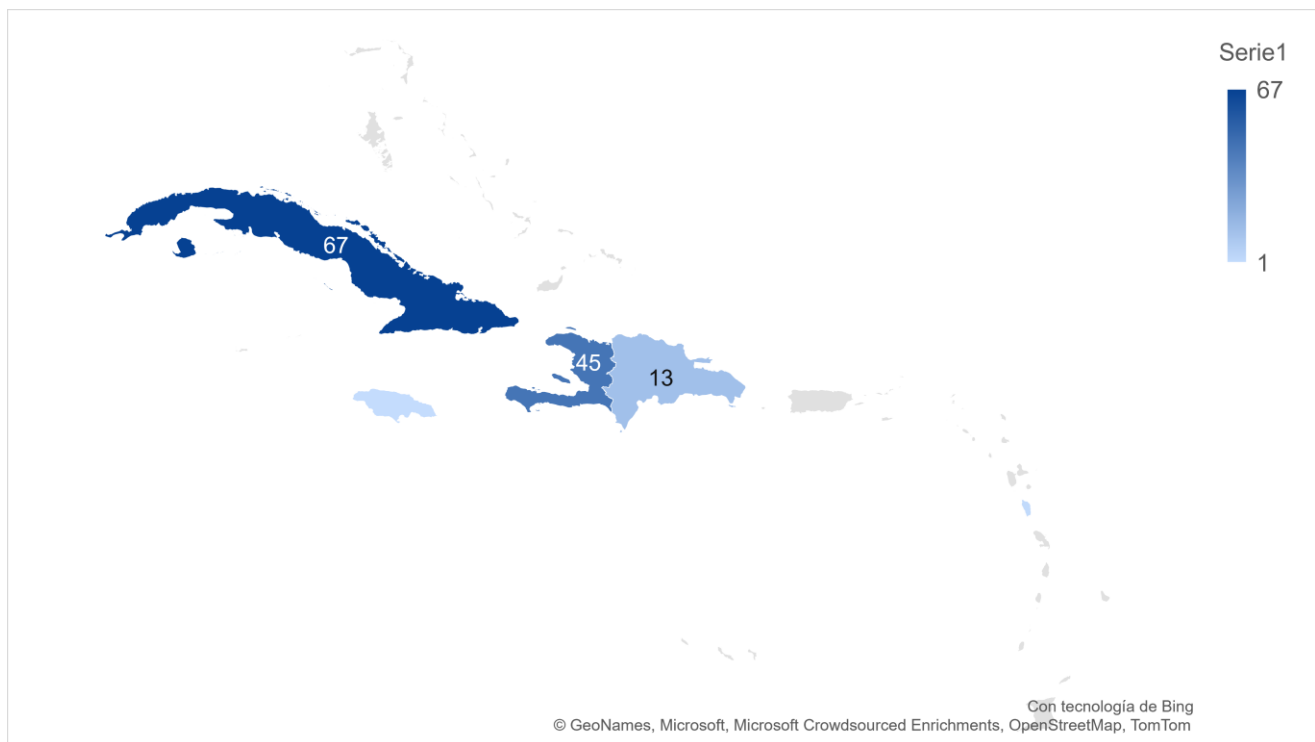 Serie1
67
1
67
45
13
Con tecnología de Bing
© GeoNames, Microsoft, Microsoft Crowdsourced Enrichments, OpenStreetMap, TomTom